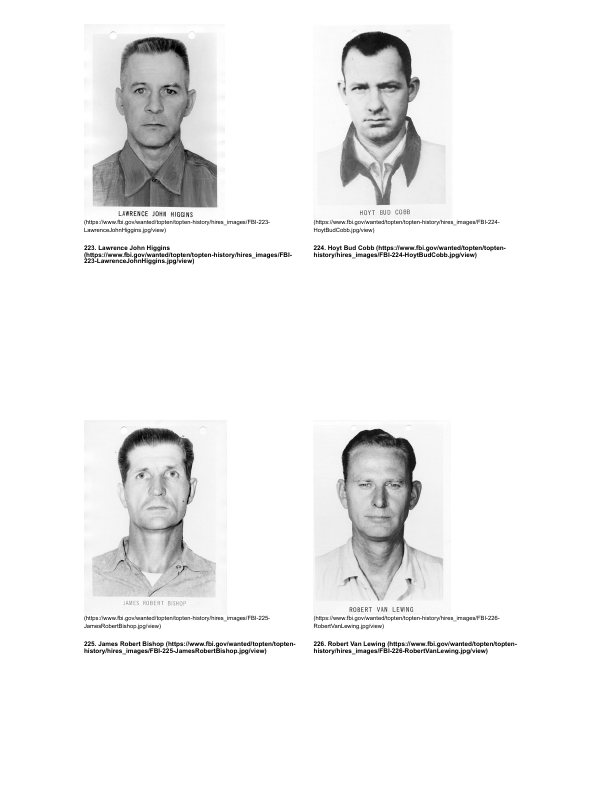 LAWRENCE JOHN HIGGINS
(https://www.fbi.gov/wanted/topten/topten-history/hires_images/FBI-223-
LawrenceJohnHiggins.jpg/view)
223. Lawrence John Higgins
(https://www.fbi.gov/wanted/topten/topten-history/hires_images/FBI-
223-LawrenceJohnHiggins.jpg/view)
HOYT BUD COBB
(https://www.fbi.gov/wanted/topten/topten-history/hires_images/FBI-224-
HoytBudCobb.jpg/view)
224. Hoyt Bud Cobb (https://www.fbi.gov/wanted/topten/topten-
history/hires_images/FBI-224-HoytBudCobb.jpg/view)
JAMES ROBERT BISHOP
(https://www.fbi.gov/wanted/topten/topten-history/hires_images/FBI-225-
JamesRobertBishop.jpg/view)
225. James Robert Bishop (https://www.fbi.gov/wanted/topten/topten-
history/hires_images/FBI-225-JamesRobertBishop.jpg/view)
ROBERT VAN LEWING
(https://www.fbi.gov/wanted/topten/topten-history/hires_images/FBI-226-
RobertVanLewing.jpg/view)
226. Robert Van Lewing (https://www.fbi.gov/wanted/topten/topten-
history/hires_images/FBI-226-RobertVanLewing.jpg/view)